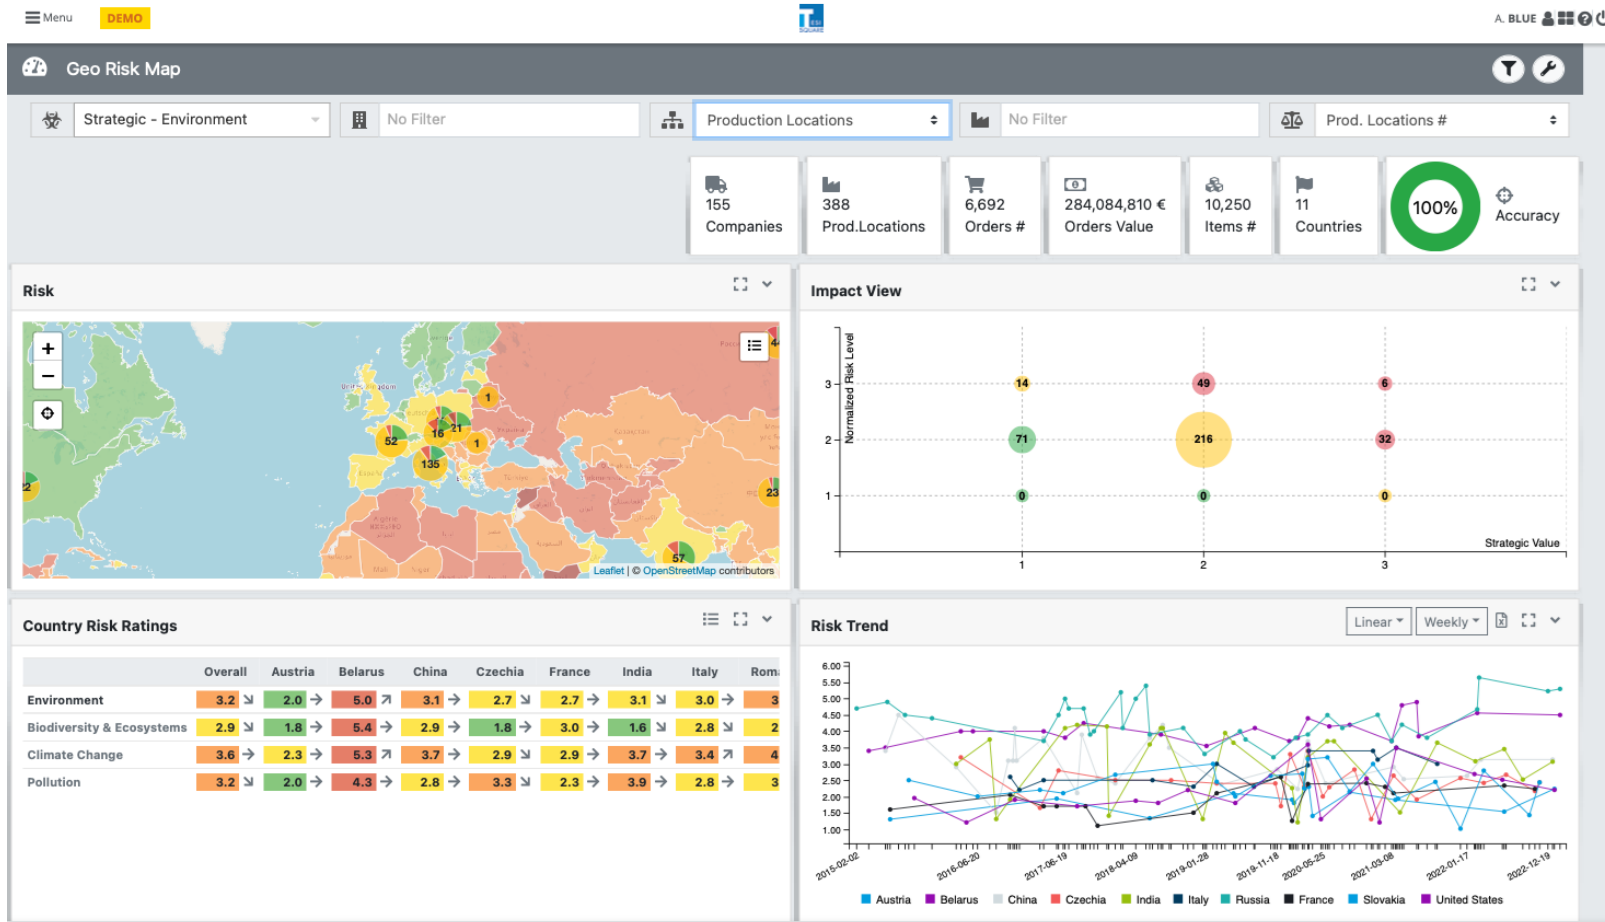 Menu
DEMO
TESI SQUARE
A. BLUE
Geo Risk Map
Strategic - Environment
No Filter
Production Locations
No Filter
Prod. Locations #
155
Companies
388
Prod.Locations
6,692
Orders #
284,084,810 €
Orders Value
10,250
Items #
11
Countries
100%
Accuracy
Risk
+
−
1
52
16
21
1
135
57
23
Leaflet | © OpenStreetMap contributors
Impact View
Normalized Risk Level
3
14
49
6
2
71
216
32
1
0
0
0
Strategic Value
1
2
3
Country Risk Ratings
Overall Austria Belarus China Czechia France India Italy Roma
Environment 3.2 2.0 5.0 3.1 2.7 2.7 3.1 3.0 3
Biodiversity & Ecosystems 2.9 1.8 5.4 2.9 1.8 3.0 1.6 2.8 2
Climate Change 3.6 2.3 5.3 3.7 2.9 2.9 3.7 3.4 4
Pollution 3.2 2.0 4.3 2.8 3.3 2.3 3.9 2.8 3
Risk Trend
Linear
Weekly
6.00
5.50
5.00
4.50
4.00
3.50
3.00
2.50
2.00
1.50
1.00
2015-02-02
2016-06-20
2017-06-19
2018-04-09
2019-01-28
2019-11-18
2020-05-25
2021-03-08
2022-01-17
2022-12-19
Austria Belarus China Czechia India Italy Russia France Slovakia United States